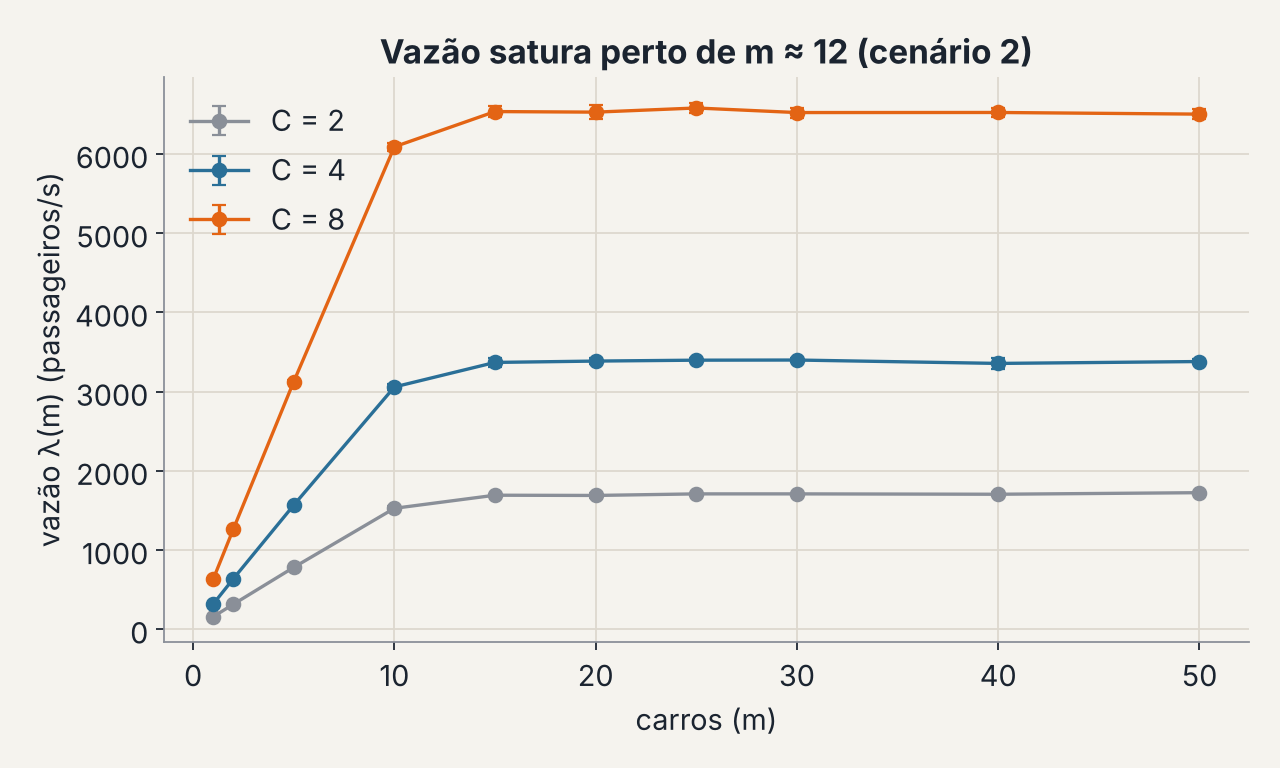 Vazão satura perto de m ≈ 12 (cenário 2)
C = 2
C = 4
C = 8
vazão λ(m) (passageiros/s)
6000
5000
4000
3000
2000
1000
0
0 10 20 30 40 50
carros (m)